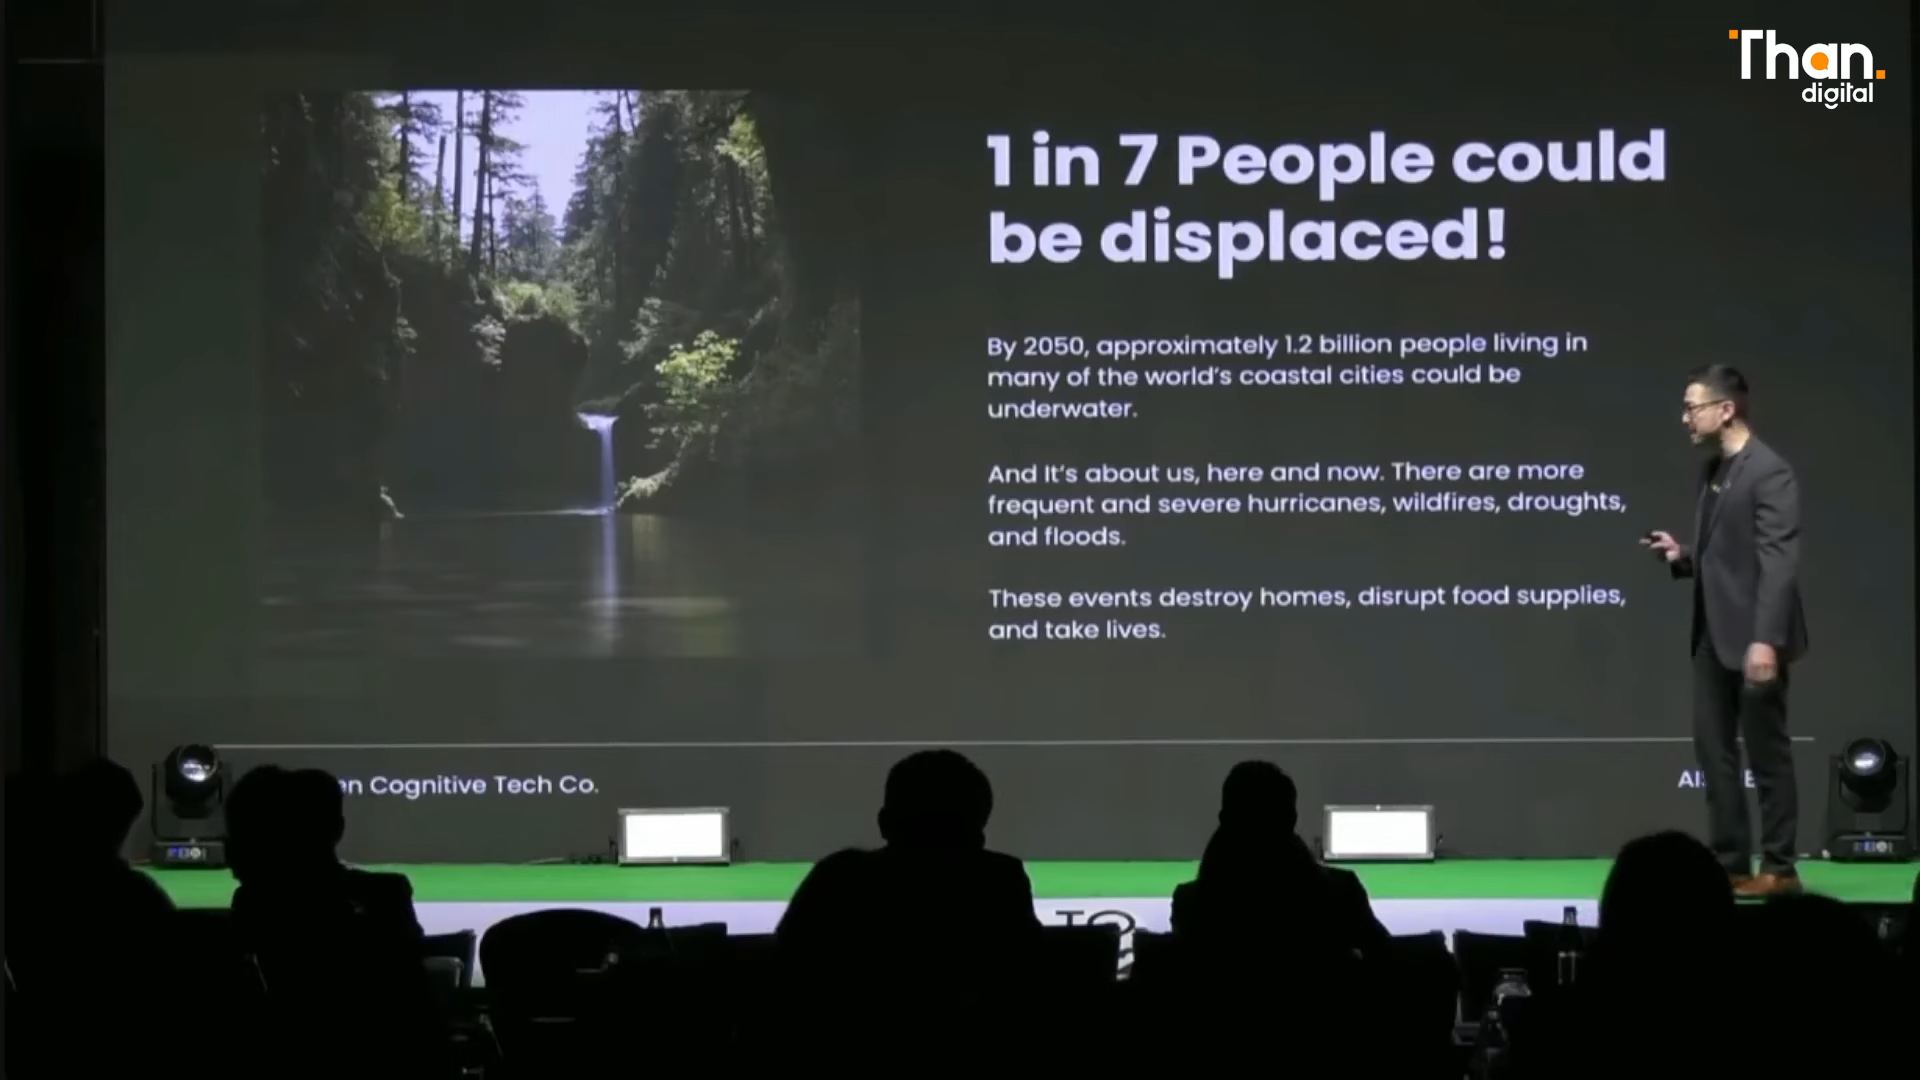 Than.
digital
1 in 7 People could
be displaced!
By 2050, approximately 1.2 billion people living in
many of the world's coastal cities could be
underwater.
And It's about us, here and now. There are more
frequent and severe hurricanes, wildfires, droughts,
and floods.
These events destroy homes, disrupt food supplies,
and take lives.
Cognitive Tech Co.